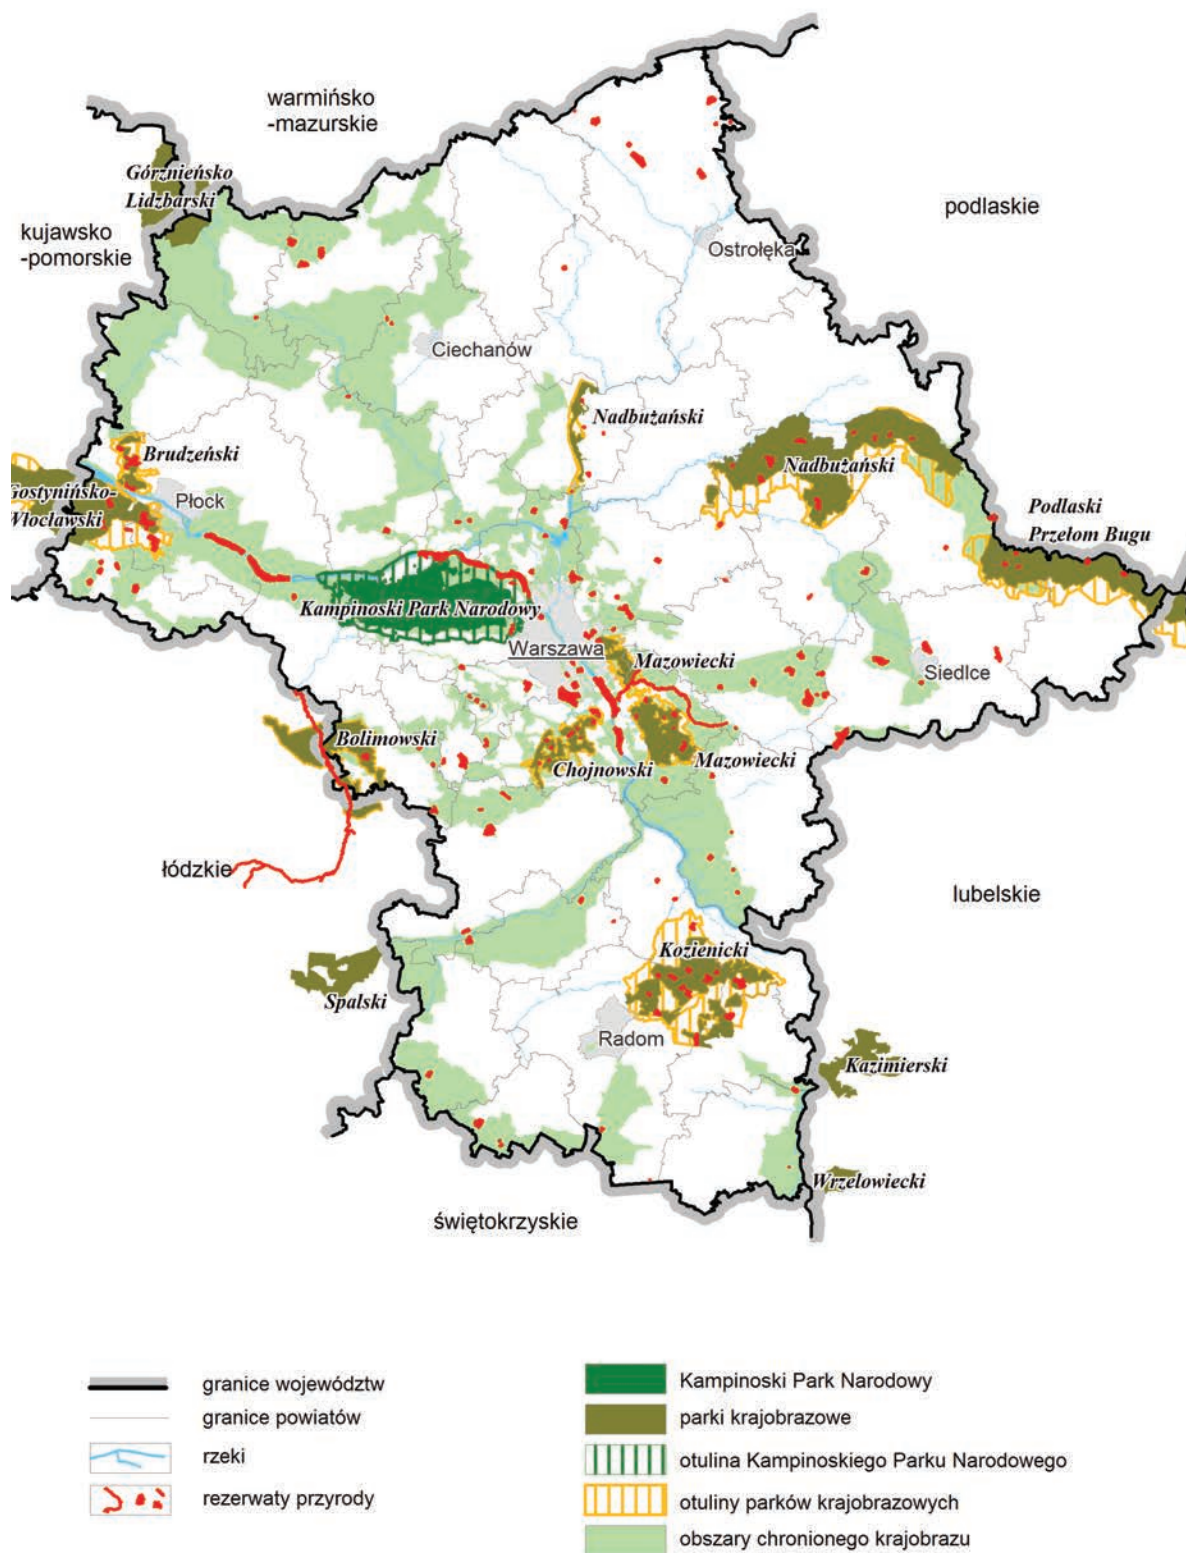 warmińsko
-mazurskie
Górznieńsko
Lidzbarski
kujawsko
-pomorskie
podlaskie
Ostrołęka
Ciechanów
Nadbużański
Brudzeński
Nadbużański
Gostynińsko-
Włocławski
Płock
Podlaski
Przełom Bugu
Kampinoski Park Narodowy
Warszawa
Mazowiecki
Siedlce
Bolimowski
Chojnowski
Mazowiecki
łódzkie
lubelskie
Kozienicki
Spalski
Radom
Kazimierski
Wrzelowiecki
świętokrzyskie
granice województw
granice powiatów
rzeki
rezerwaty przyrody
Kampinoski Park Narodowy
parki krajobrazowe
otulina Kampinoskiego Parku Narodowego
otuliny parków krajobrazowych
obszary chronionego krajobrazu